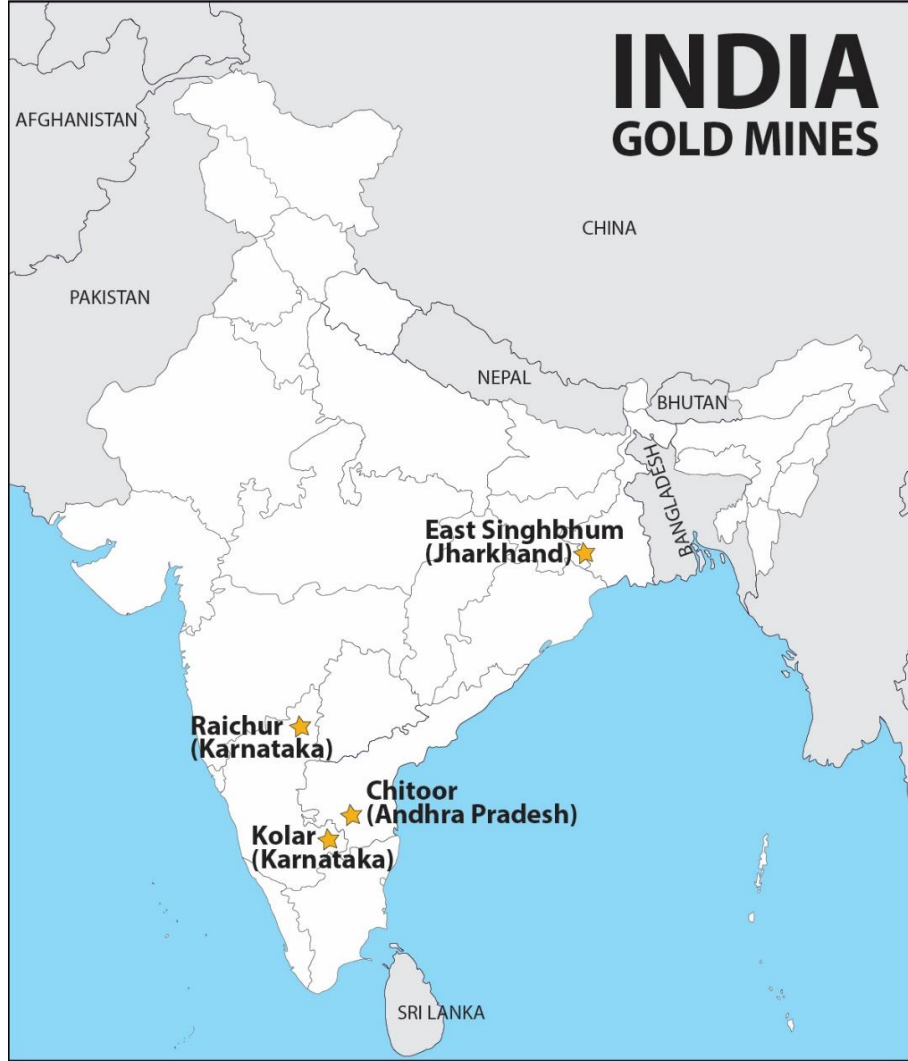 INDIA
GOLD MINES
AFGHANISTAN
CHINA
PAKISTAN
NEPAL
BHUTAN
BANGLADESH
East Singhbhum
(Jharkhand)
Raichur
(Karnataka)
Chitoor
(Andhra Pradesh)
Kolar
(Karnataka)
SRI LANKA